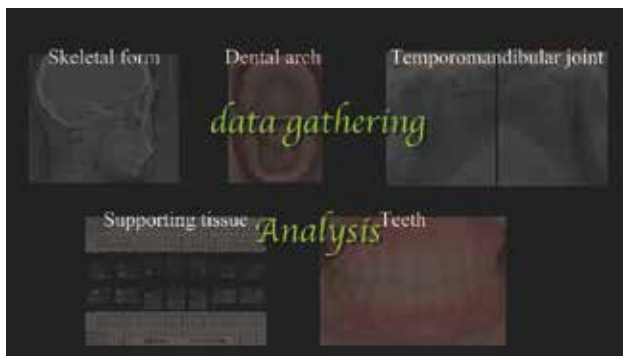 Skeletal form
Dental arch
Temporomandibular joint
data gathering
Supporting tissue
Analysis
Teeth